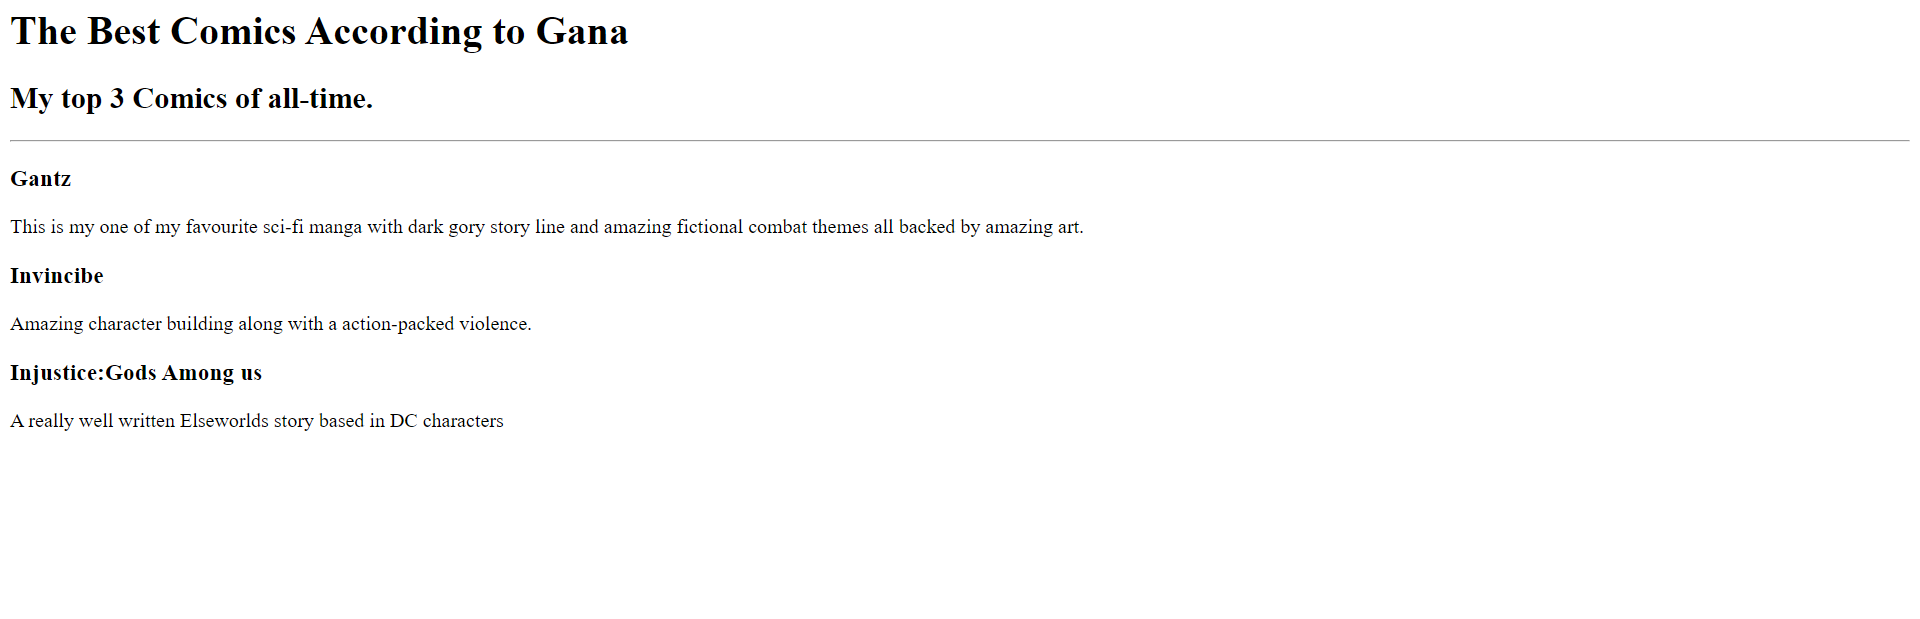 The Best Comics According to Gana
My top 3 Comics of all-time.
Gantz
This is my one of my favourite sci-fi manga with dark gory story line and amazing fictional combat themes all backed by amazing art.
Invincibe
Amazing character building along with a action-packed violence.
Injustice:Gods Among us
A really well written Elseworlds story based in DC characters